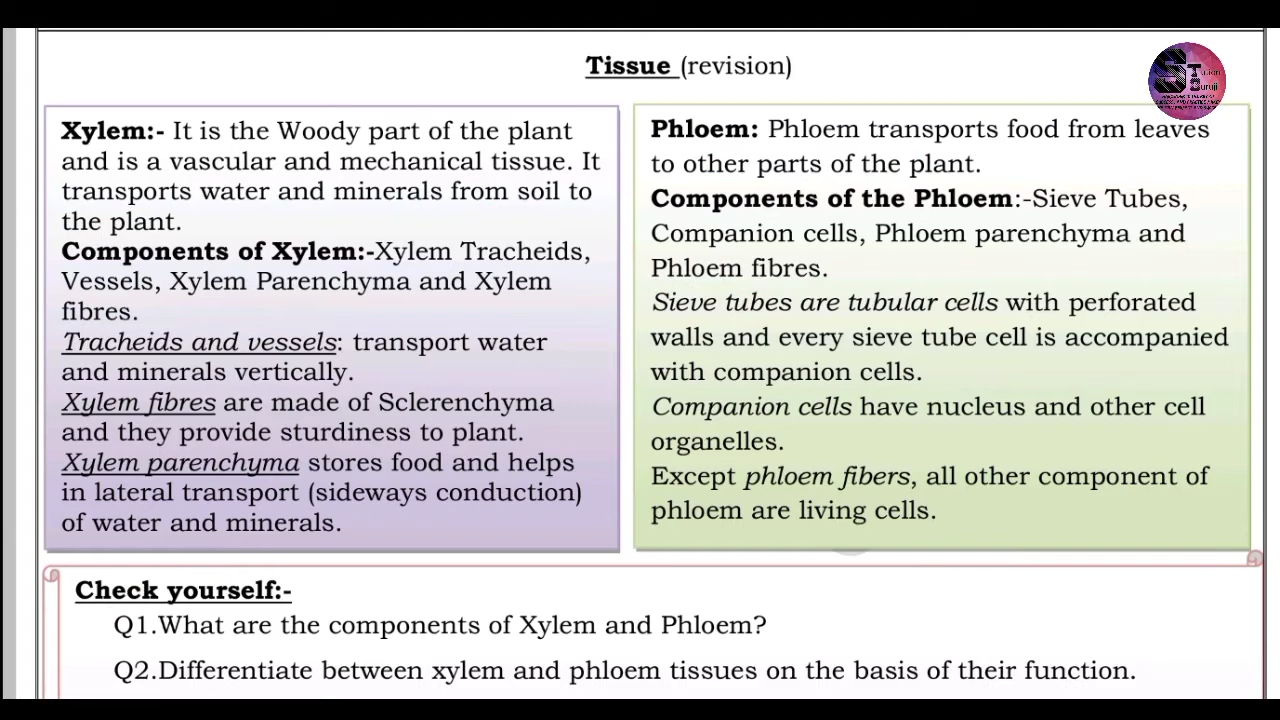 Tissue (revision)
Xylem:- It is the Woody part of the plant
and is a vascular and mechanical tissue. It
transports water and minerals from soil to
the plant.
Components of Xylem:-Xylem Tracheids,
Vessels, Xylem Parenchyma and Xylem
fibres.
Tracheids and vessels: transport water
and minerals vertically.
Xylem fibres are made of Sclerenchyma
and they provide sturdiness to plant.
Xylem parenchyma stores food and helps
in lateral transport (sideways conduction)
of water and minerals.
Phloem: Phloem transports food from leaves
to other parts of the plant.
Components of the Phloem:-Sieve Tubes,
Companion cells, Phloem parenchyma and
Phloem fibres.
Sieve tubes are tubular cells with perforated
walls and every sieve tube cell is accompanied
with companion cells.
Companion cells have nucleus and other cell
organelles.
Except phloem fibers, all other component of
phloem are living cells.
Check yourself:-
Q1.What are the components of Xylem and Phloem?
Q2.Differentiate between xylem and phloem tissues on the basis of their function.